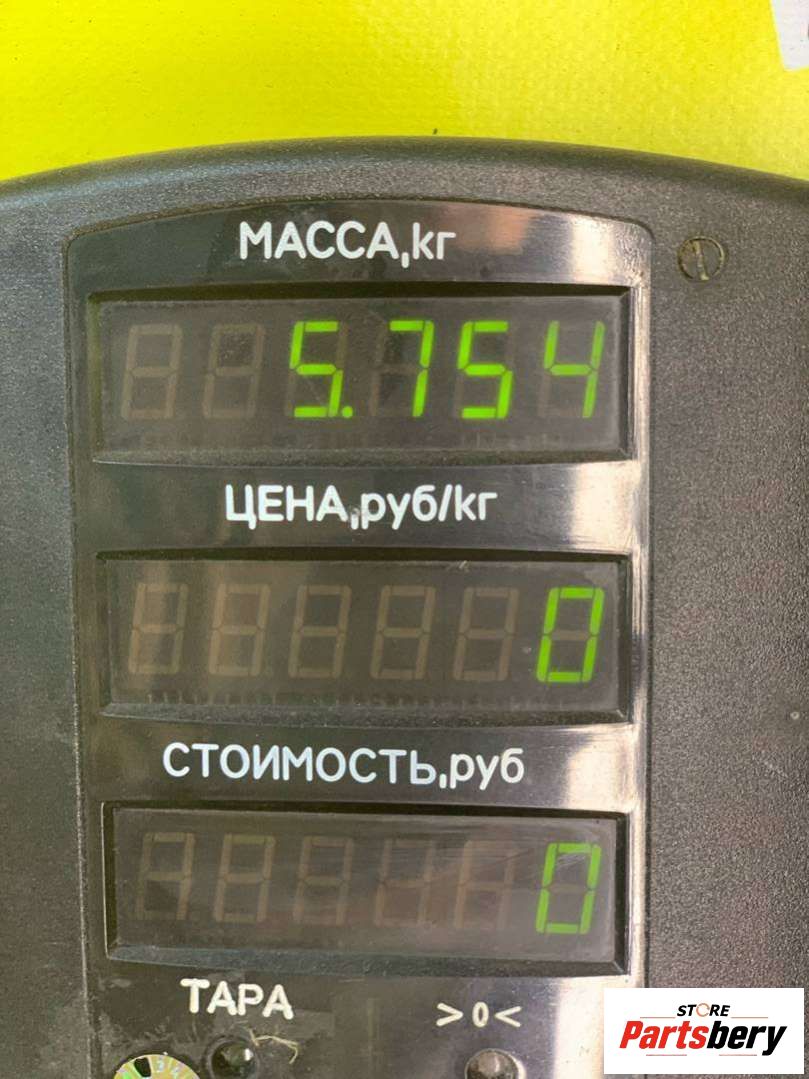 МАССА,кг
5.754
ЦЕНА,руб/кг
0
СТОИМОСТЬ,руб
0
ТАРА >0<
STORE
Partsbery